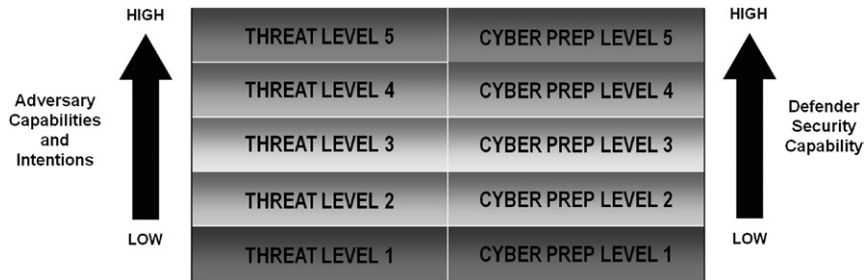 HIGH
Adversary
Capabilities
and
Intentions
LOW
THREAT LEVEL 5
CYBER PREP LEVEL 5
THREAT LEVEL 4
CYBER PREP LEVEL 4
THREAT LEVEL 3
CYBER PREP LEVEL 3
THREAT LEVEL 2
CYBER PREP LEVEL 2
THREAT LEVEL 1
CYBER PREP LEVEL 1
HIGH
Defender
Security
Capability
LOW